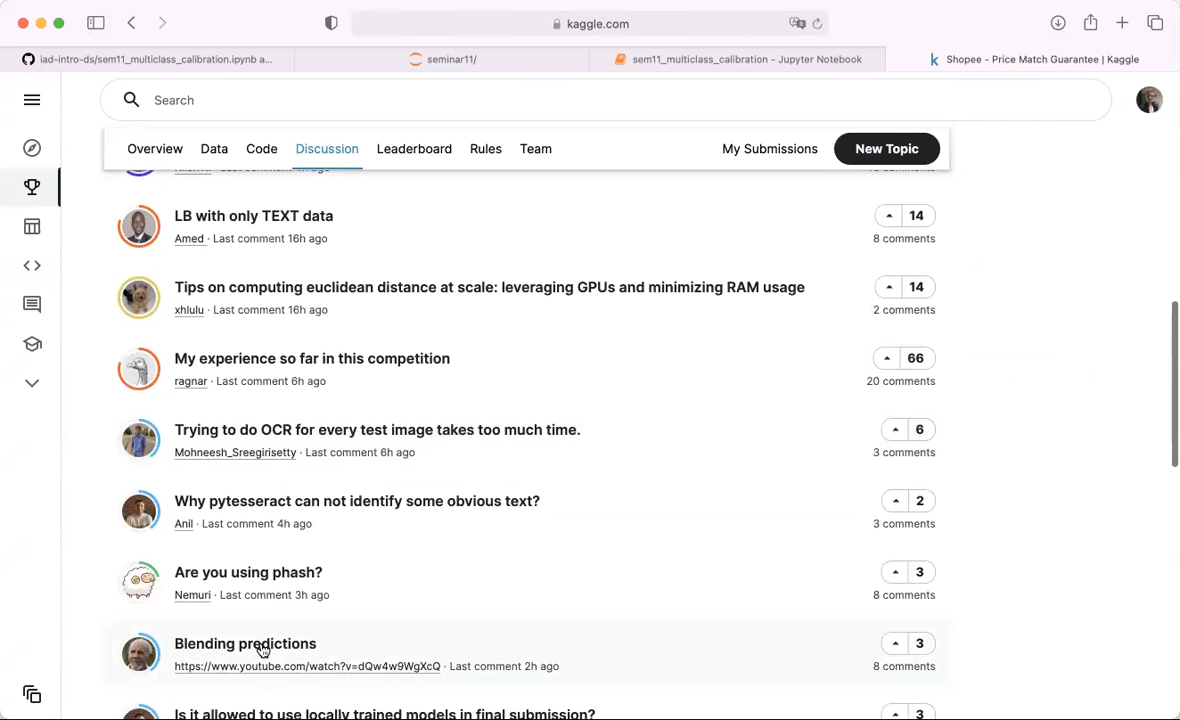 kaggle.com
iad-intro-ds/sem11_multiclass_calibration.ipynb a...
seminar11/
sem11_multiclass_calibration - Jupyter Notebook
Shopee - Price Match Guarantee | Kaggle
Search
Overview
Data
Code
Discussion
Leaderboard
Rules
Team
My Submissions
New Topic
LB with only TEXT data
14
Amed · Last comment 16h ago
8 comments
Tips on computing euclidean distance at scale: leveraging GPUs and minimizing RAM usage
14
xhlulu · Last comment 16h ago
2 comments
My experience so far in this competition
66
ragnar · Last comment 6h ago
20 comments
Trying to do OCR for every test image takes too much time.
6
Mohneesh_Sreegirisetty · Last comment 6h ago
3 comments
Why pytesseract can not identify some obvious text?
2
Anil · Last comment 4h ago
3 comments
Are you using phash?
3
Nemuri · Last comment 3h ago
8 comments
Blending predictions
3
https://www.youtube.com/watch?v=dQw4w9WgXcQ · Last comment 2h ago
8 comments
Is it allowed to use locally trained models in final submission?
3